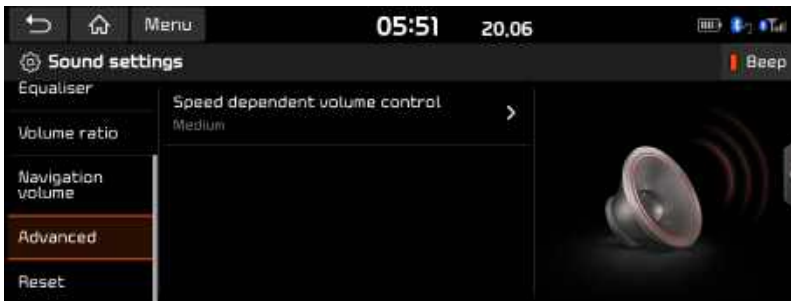 Menu
05:51
20.06
Sound settings
Beep
Equaliser
Volume ratio
Navigation
volume
Advanced
Reset
Speed dependent volume control
Medium